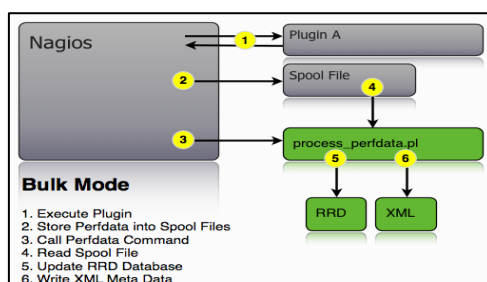 Nagios
1
Plugin A
2
Spool File
4
3
process_perfdata.pl
5
6
RRD
XML
Bulk Mode
1. Execute Plugin
2. Store Perfdata into Spool Files
3. Call Perfdata Command
4. Read Spool File
5. Update RRD Database
6. Write XML Meta Data